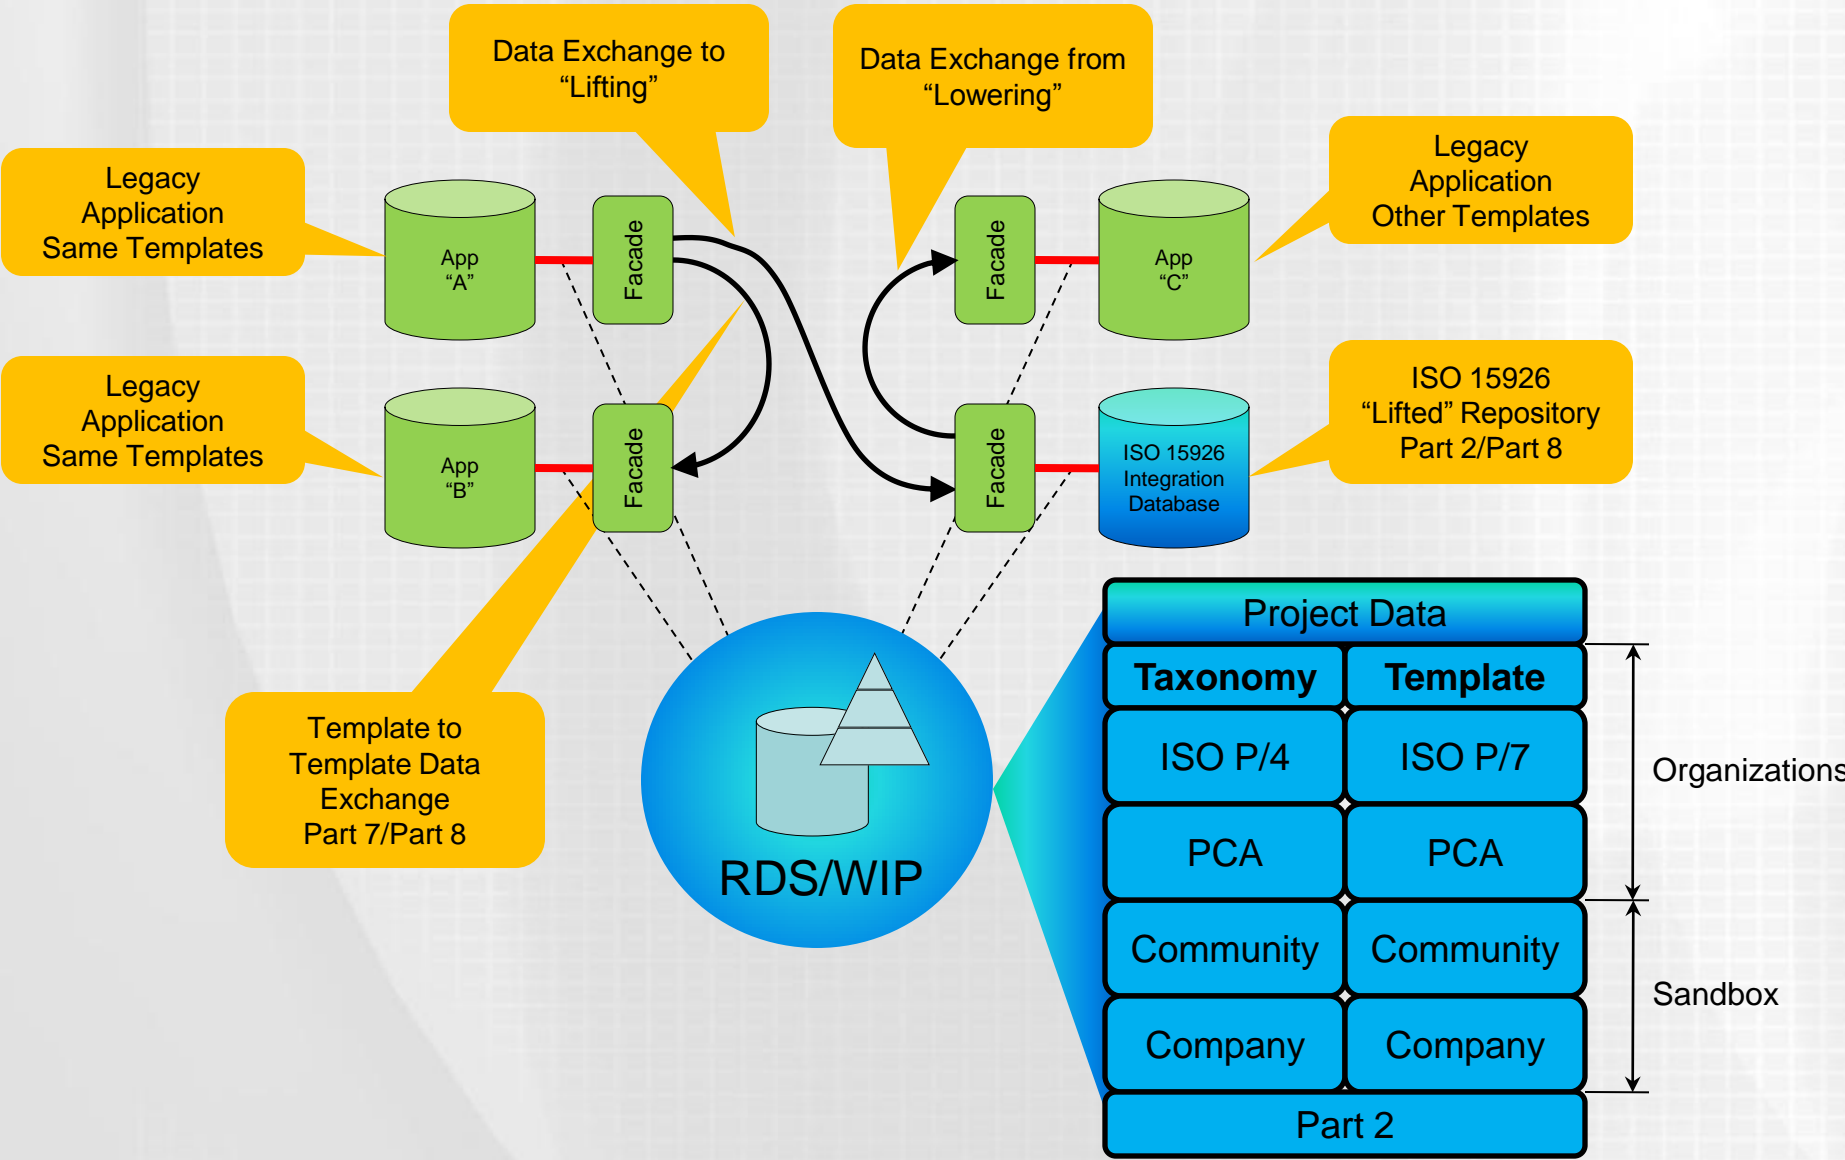 Data Exchange to
“Lifting”
Data Exchange from
“Lowering”
Legacy
Application
Same Templates
Legacy
Application
Other Templates
App
“A”
Facade
Facade
App
“C”
Legacy
Application
Same Templates
ISO 15926
“Lifted” Repository
Part 2/Part 8
App
“B”
Facade
Facade
ISO 15926
Integration
Database
Template to
Template Data
Exchange
Part 7/Part 8
RDS/WIP
Project Data
Taxonomy
Template
ISO P/4
ISO P/7
PCA
PCA
Community
Community
Company
Company
Part 2
Organizations
Sandbox